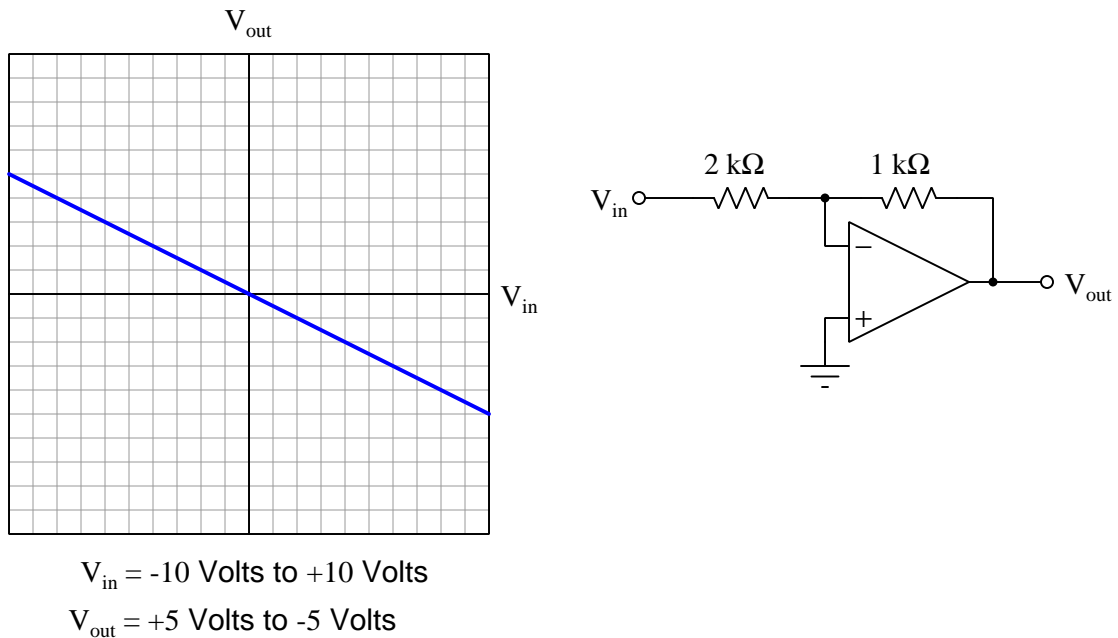 Vout
Vin
Vin = -10 Volts to +10 Volts
Vout = +5 Volts to -5 Volts
2 kΩ
1 kΩ
Vin
−
+
Vout